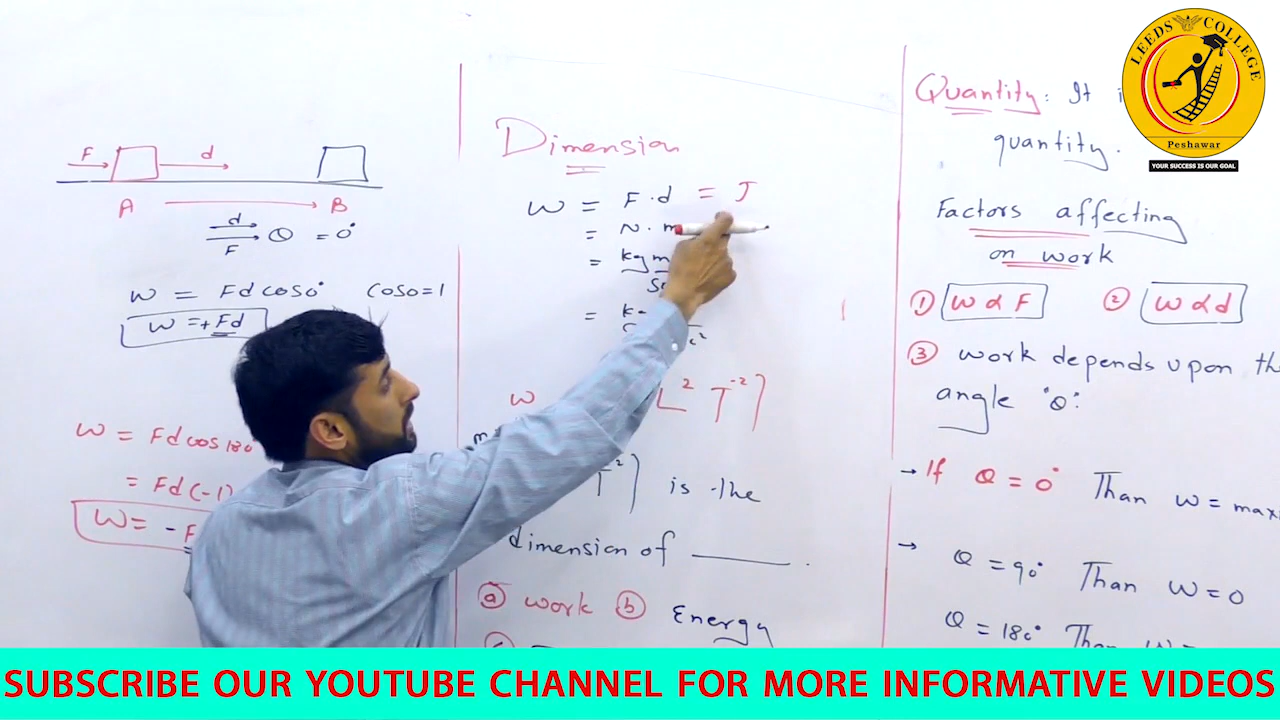 F d
A B
d
F θ = 0°
W = Fd cos0° Cos0=1
W =+Fd
W = Fd cos 180
= Fd(-1)
W= - F
Dimension
W = F.d = J
= N. m
= kg m
=
W L² T⁻²]
T⁻²] is the
dimension of ______.
ⓐ work ⓑ Energy
Quantity: It
quantity.
Factors affecting
on work
① W α F ② W α d
③ work depends upon
angle "θ".
→ If θ = 0° Than W = max
→ θ = 90° Than W = 0
θ = 180° Than
LEEDS COLLEGE
Peshawar
YOUR SUCCESS IS OUR GOAL
SUBSCRIBE OUR YOUTUBE CHANNEL FOR MORE INFORMATIVE VIDEOS